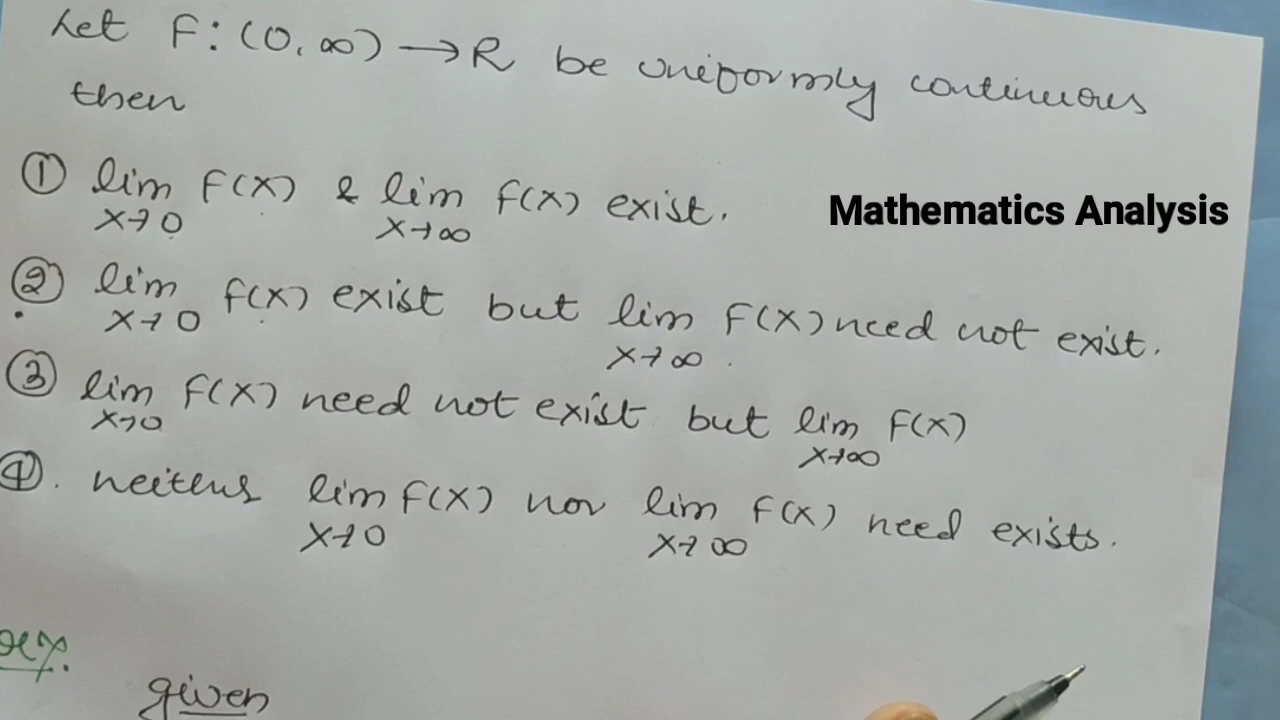 Let F: (0, ∞) → R be uniformly continuous
then
① lim F(x) & lim f(x) exist.
x→0 x→∞
Mathematics Analysis
② lim f(x) exist but lim f(x) need not exist.
x→0 x→∞
③ lim f(x) need not exist but lim f(x)
x→0 x→∞
④. neither lim f(x) nor lim f(x) need exists.
x→0 x→∞
given